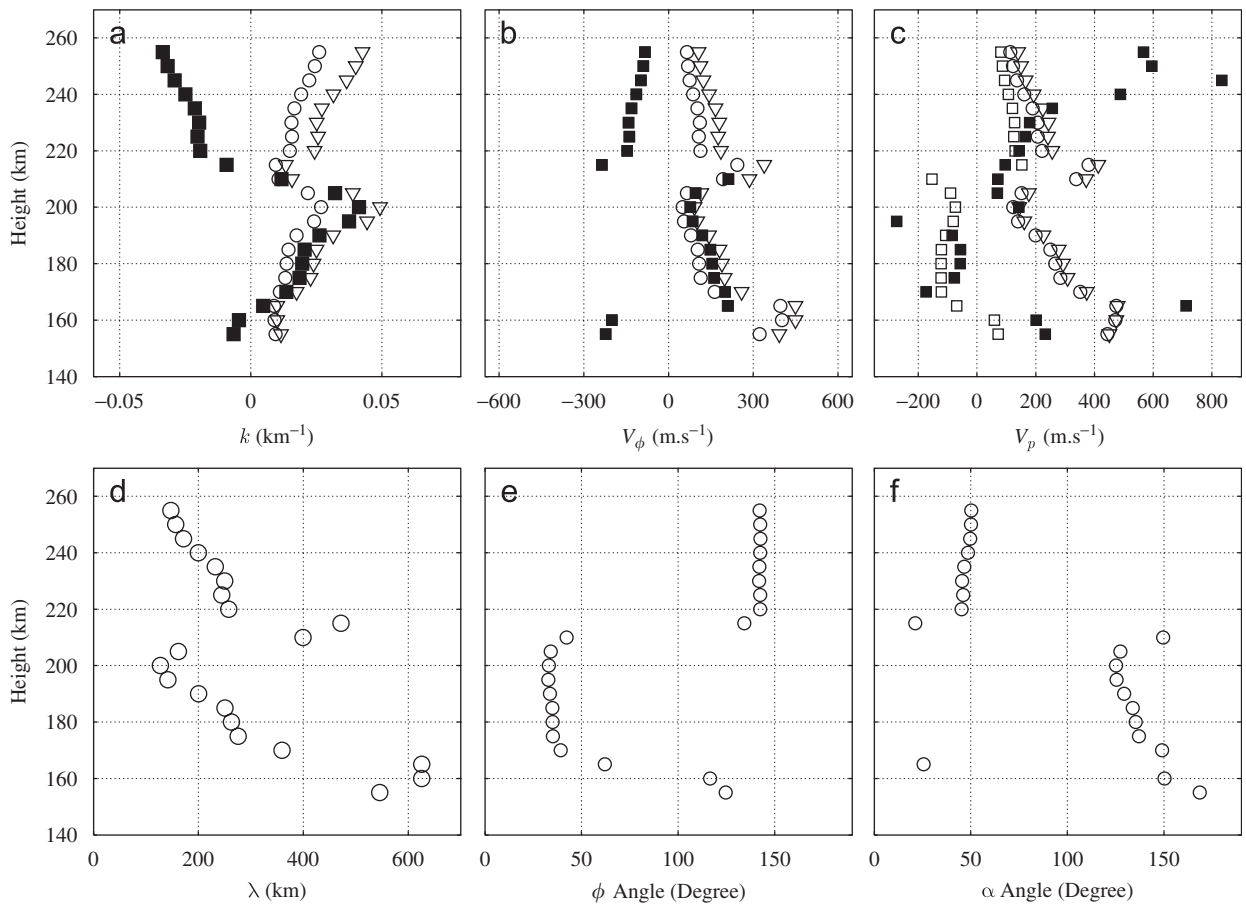 a
b
c
260
240
220
200
180
160
140
Height (km)
−0.05
0
0.05
−600
−300
0
300
600
−200
0
200
400
600
800
k (km−1)
Vϕ (m.s−1)
Vp (m.s−1)
d
e
f
260
240
220
200
180
160
140
Height (km)
0
200
400
600
0
50
100
150
0
50
100
150
λ (km)
ϕ Angle (Degree)
α Angle (Degree)